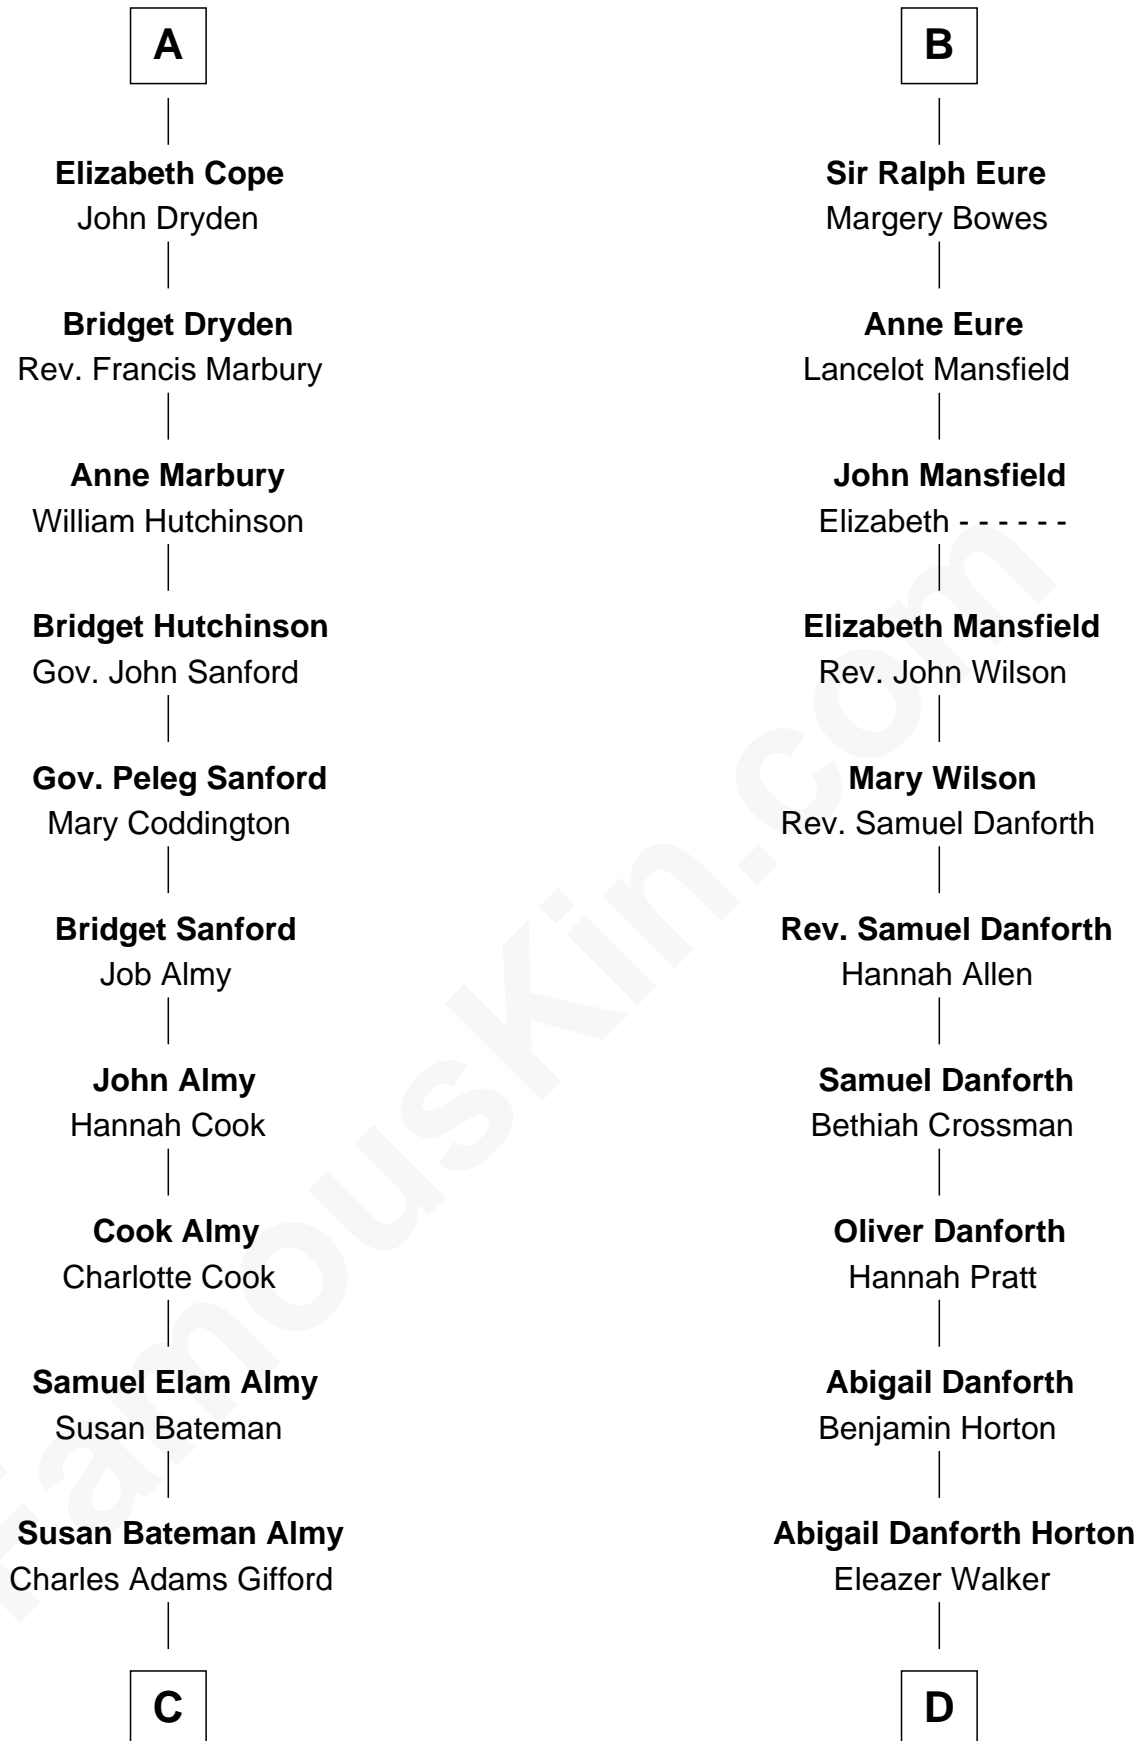 A
Elizabeth Cope
John Dryden
Bridget Dryden
Rev. Francis Marbury
Anne Marbury
William Hutchinson
Bridget Hutchinson
Gov. John Sanford
Gov. Peleg Sanford
Mary Coddington
Bridget Sanford
Job Almy
John Almy
Hannah Cook
Cook Almy
Charlotte Cook
Samuel Elam Almy
Susan Bateman
Susan Bateman Almy
Charles Adams Gifford
C
B
Sir Ralph Eure
Margery Bowes
Anne Eure
Lancelot Mansfield
John Mansfield
Elizabeth - - - - - -
Elizabeth Mansfield
Rev. John Wilson
Mary Wilson
Rev. Samuel Danforth
Rev. Samuel Danforth
Hannah Allen
Samuel Danforth
Bethiah Crossman
Oliver Danforth
Hannah Pratt
Abigail Danforth
Benjamin Horton
Abigail Danforth Horton
Eleazer Walker
D
FamousKin.com